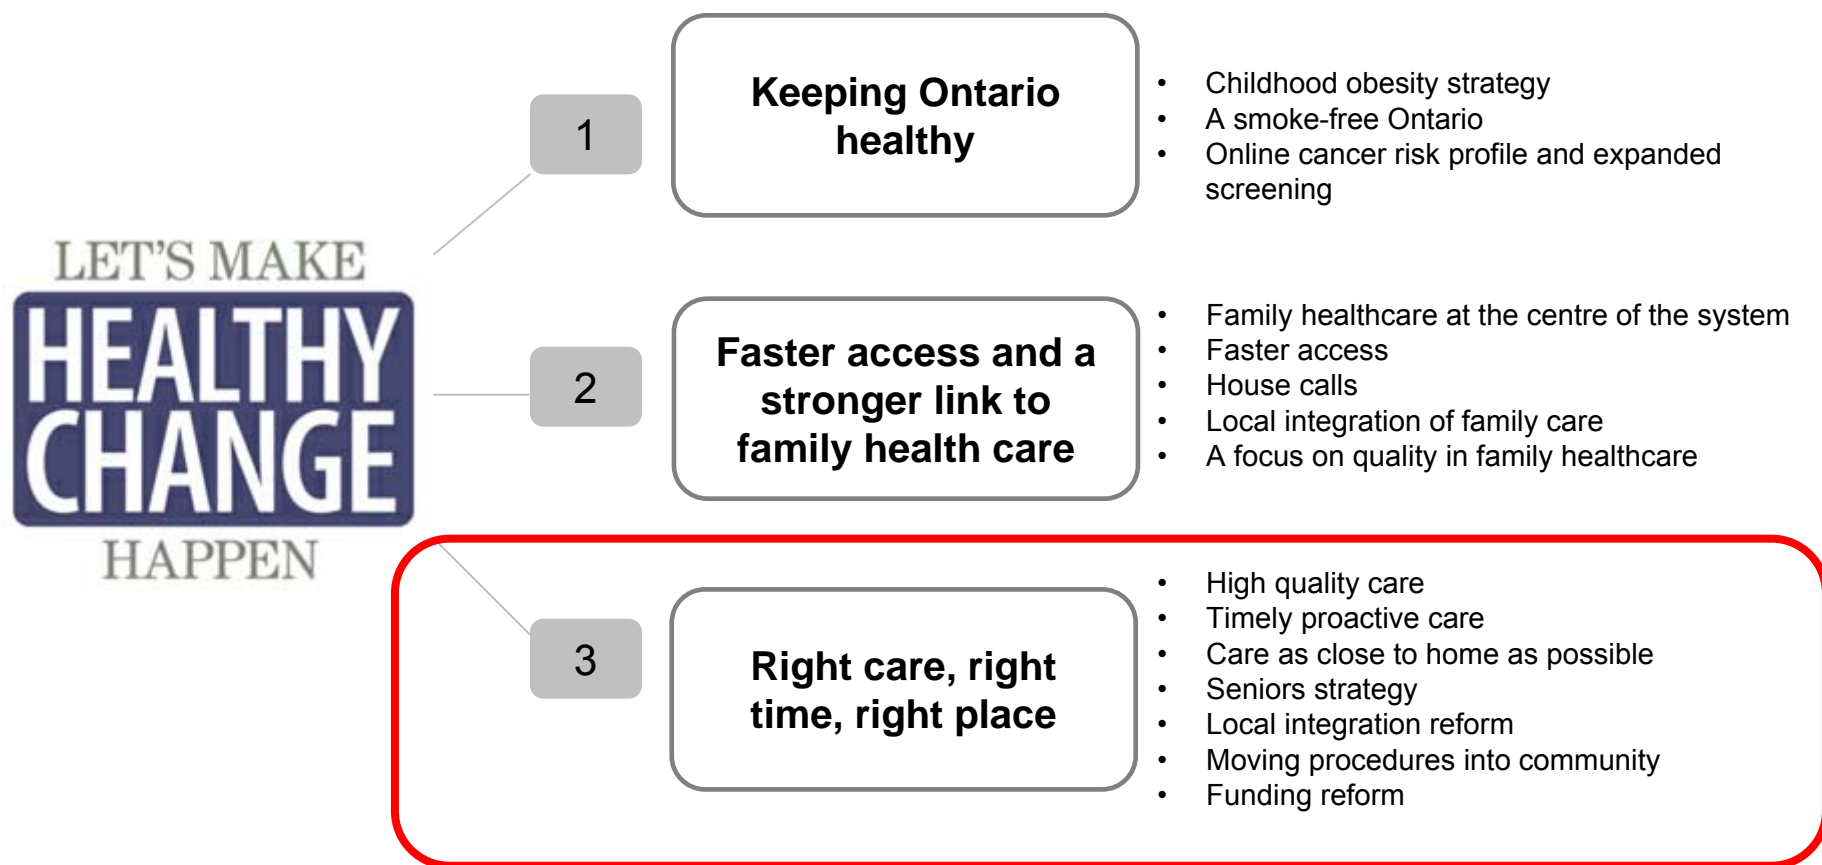 LET'S MAKE
HEALTHY
CHANGE
HAPPEN
1
Keeping Ontario
healthy
• Childhood obesity strategy
• A smoke-free Ontario
• Online cancer risk profile and expanded
screening
2
Faster access and a
stronger link to
family health care
• Family healthcare at the centre of the system
• Faster access
• House calls
• Local integration of family care
• A focus on quality in family healthcare
3
Right care, right
time, right place
• High quality care
• Timely proactive care
• Care as close to home as possible
• Seniors strategy
• Local integration reform
• Moving procedures into community
• Funding reform